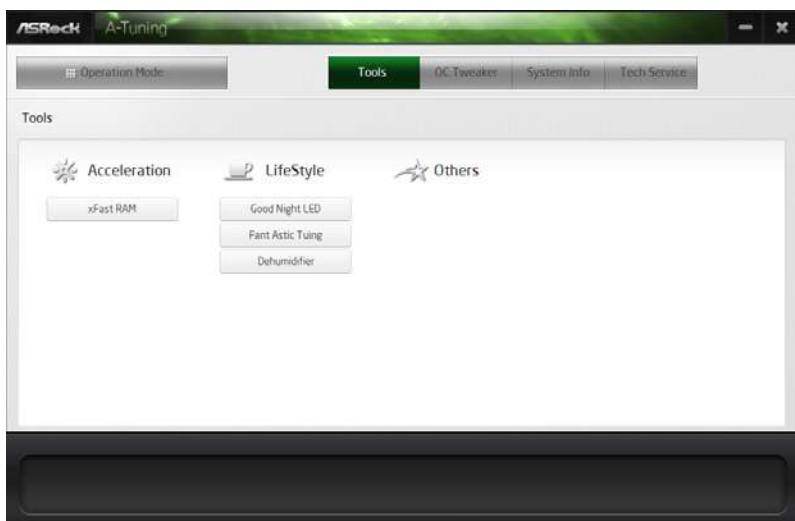 ASRock A-Tuning
Operation Mode Tools OC Tweaker System Info Tech Service
Tools
Acceleration LifeStyle Others
xFast RAM Good Night LED
Fant Astic Tuing
Dehumidifier